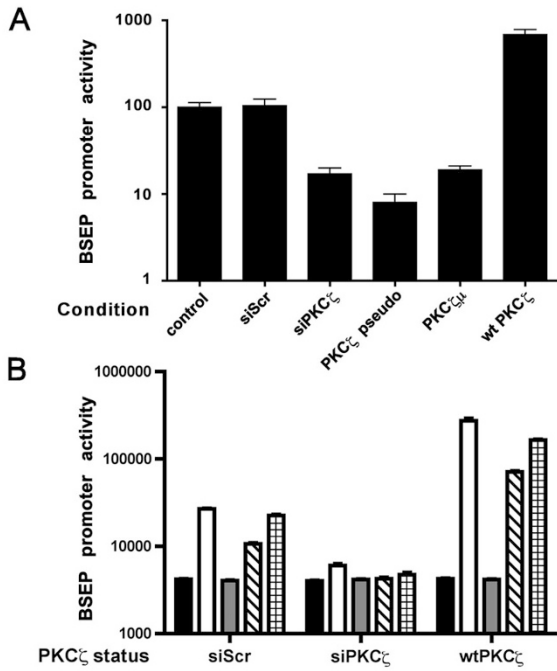 A
BSEP promoter activity
1000
100
10
1
Condition
control
siScr
siPKCζ
PKCζ pseudo
PKCζμ
wt PKCζ
B
BSEP promoter activity
1000000
100000
10000
1000
PKCζ status
siScr
siPKCζ
wtPKCζ